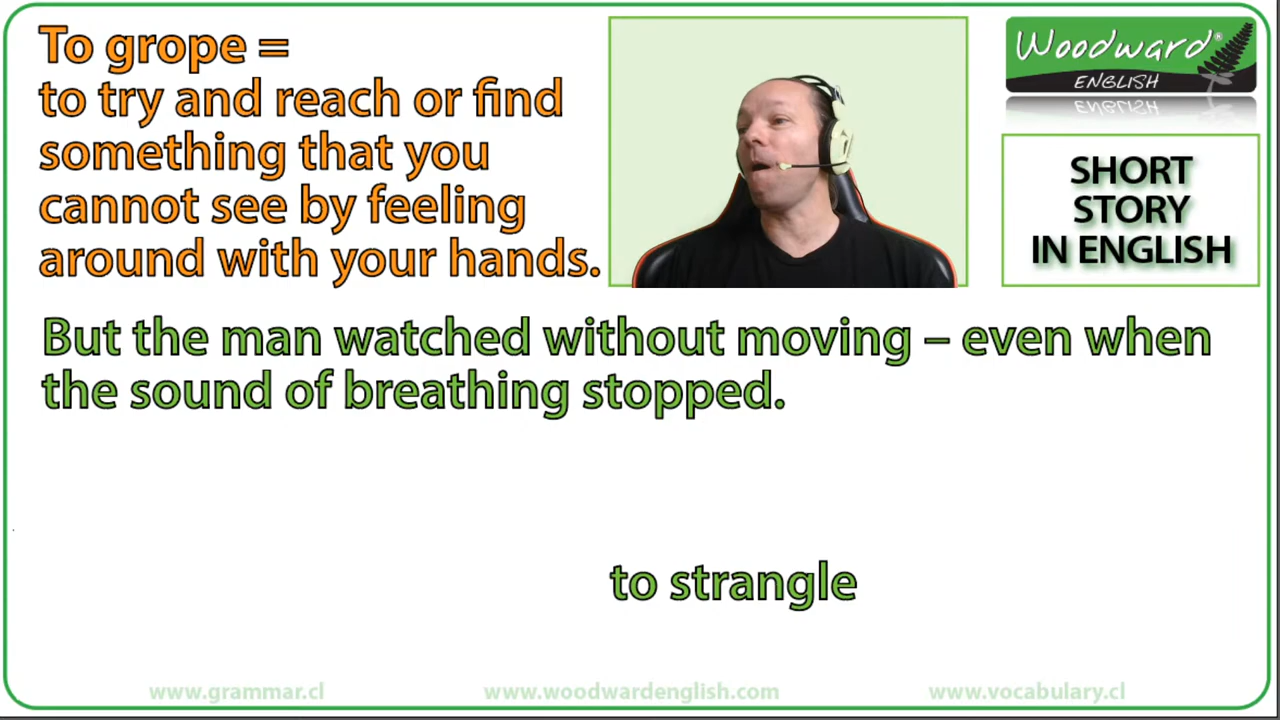 To grope =
to try and reach or find
something that you
cannot see by feeling
around with your hands.
Woodward®
ENGLISH
SHORT
STORY
IN ENGLISH
But the man watched without moving – even when
the sound of breathing stopped.
to strangle
www.grammar.cl
www.woodwardenglish.com
www.vocabulary.cl